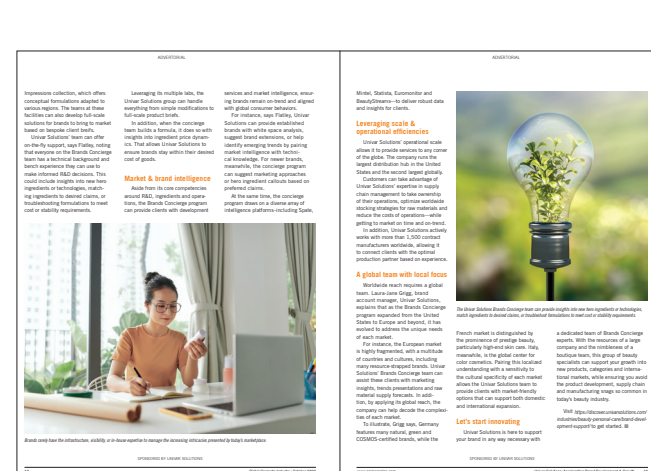 ADVERTORIAL
Impressions collection, which offers
conceptual formulations adapted to
various regions. The teams at these
facilities can also develop full-scale
solutions for brands to bring to market
based on bespoke client briefs.
Univar Solutions' team can offer
on-the-fly support, says Flatley, noting
that everyone on the Brands Concierge
team has a technical background and
bench experience they can use to
make informed R&D decisions. This
could include insights into new hero
ingredients or technologies, match-
ing ingredients to desired claims, or
troubleshooting formulations to meet
cost or stability requirements.
Leveraging its multiple labs, the
Univar Solutions group can handle
everything from simple modifications to
full-scale product briefs.
In addition, when the concierge
team builds a formula, it does so with
insights into ingredient price dynam-
ics. That allows Univar Solutions to
ensure brands stay within their desired
cost of goods.
Market & brand intelligence
Aside from its core competencies
around R&D, ingredients and opera-
tions, the Brands Concierge program
can provide clients with development
services and market intelligence, ensur-
ing brands remain on-trend and aligned
with global consumer behaviors.
For instance, says Flatley, Univar
Solutions can provide established
brands with white space analysis,
suggest brand extensions, or help
identify emerging trends by pairing
market intelligence with techni-
cal knowledge. For newer brands,
meanwhile, the concierge program
can suggest marketing approaches
or hero ingredient callouts based on
preferred claims.
At the same time, the concierge
program draws on a diverse array of
intelligence platforms–including Spate,
Brands rarely have the infrastructure, visibility, or in-house expertise to manage the increasing intricacies presented by today's marketplace.
SPONSORED BY UNIVAR SOLUTIONS
ADVERTORIAL
Mintel, Statista, Euromonitor and
BeautyStreams—to deliver robust data
and insights for clients.
Leveraging scale &
operational efficiencies
Univar Solutions' operational scale
allows it to provide services to any corner
of the globe. The company runs the
largest distribution hub in the United
States and the second largest globally.
Customers can take advantage of
Univar Solutions' expertise in supply
chain management to take ownership
of their operations, optimize worldwide
stocking strategies for raw materials and
reduce the costs of operations—while
getting to market on time and on-trend.
In addition, Univar Solutions actively
works with more than 1,500 contract
manufacturers worldwide, allowing it
to connect clients with the optimal
production partner based on experience.
A global team with local focus
Worldwide reach requires a global
team. Laura-Jane Grigg, brand
account manager, Univar Solutions,
explains that as the Brands Concierge
program expanded from the United
States to Europe and beyond, it has
evolved to address the unique needs
of each market.
For instance, the European market
is highly fragmented, with a multitude
of countries and cultures, including
many resource-strapped brands. Univar
Solutions' Brands Concierge team can
assist these clients with marketing
insights, trends presentations and raw
material supply forecasts. In addi-
tion, by applying its global reach, the
company can help decode the complexi-
ties of each market.
To illustrate, Grigg says, Germany
features many natural, green and
COSMOS-certified brands, while the
The Univar Solutions Brands Concierge team can provide insights into new hero ingredients or technologies,
match ingredients to desired claims, or troubleshoot formulations to meet cost or stability requirements.
French market is distinguished by
the prominence of prestige beauty,
particularly high-end skin care. Italy,
meanwhile, is the global center for
color cosmetics. Pairing this localized
understanding with a sensitivity to
the cultural specificity of each market
allows the Univar Solutions team to
provide clients with market-friendly
options that can support both domestic
and international expansion.
Let's start innovating
Univar Solutions is here to support
your brand in any way necessary with
a dedicated team of Brands Concierge
experts. With the resources of a large
company and the nimbleness of a
boutique team, this group of beauty
specialists can support your growth into
new products, categories and interna-
tional markets, while ensuring you avoid
the product development, supply chain
and manufacturing snags so common in
today's beauty industry.
Visit https://discover.univarsolutions.com/
industries/beauty-personal-care/brand-devel-
opment-support/ to get started.
SPONSORED BY UNIVAR SOLUTIONS